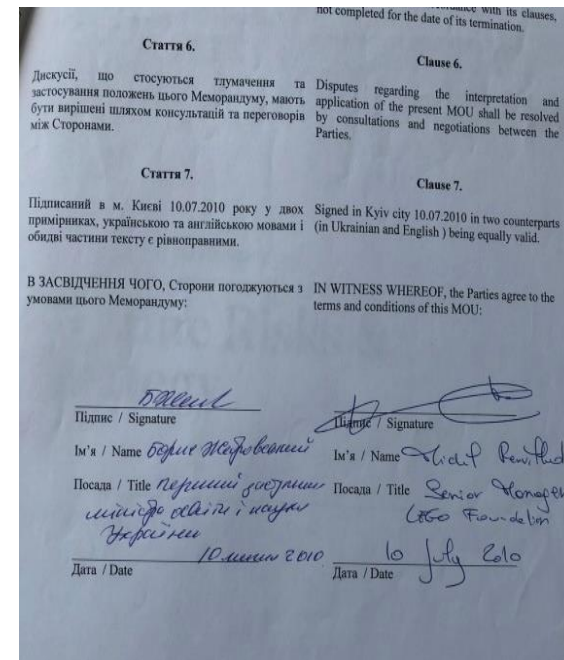 with its clauses,
not completed for the date of its termination.
Стаття 6.
Clause 6.
Дискусії, що стосуються тлумачення та
застосування положень цього Меморандуму, мають
бути вирішені шляхом консультацій та переговорів
між Сторонами.
Disputes regarding the interpretation and
application of the present MOU shall be resolved
by consultations and negotiations between the
Parties.
Стаття 7.
Clause 7.
Підписаний в м. Києві 10.07.2010 року у двох
примірниках, українською та англійською мовами і
обидві частини тексту є рівноправними.
Signed in Kyiv city 10.07.2010 in two counterparts
(in Ukrainian and English ) being equally valid.
В ЗАСВІДЧЕННЯ ЧОГО, Сторони погоджуються з
умовами цього Меморандуму:
IN WITNESS WHEREOF, the Parties agree to the
terms and conditions of this MOU:
Підпис / Signature
Ім'я / Name Борис Жебровський
Посада / Title перший заступник
міністра освіти і науки
України
10 липня 2010
Дата / Date
Підпис / Signature
Ім'я / Name
Посада / Title Senior Manager
LEGO Foundation
10 July 2010
Дата / Date